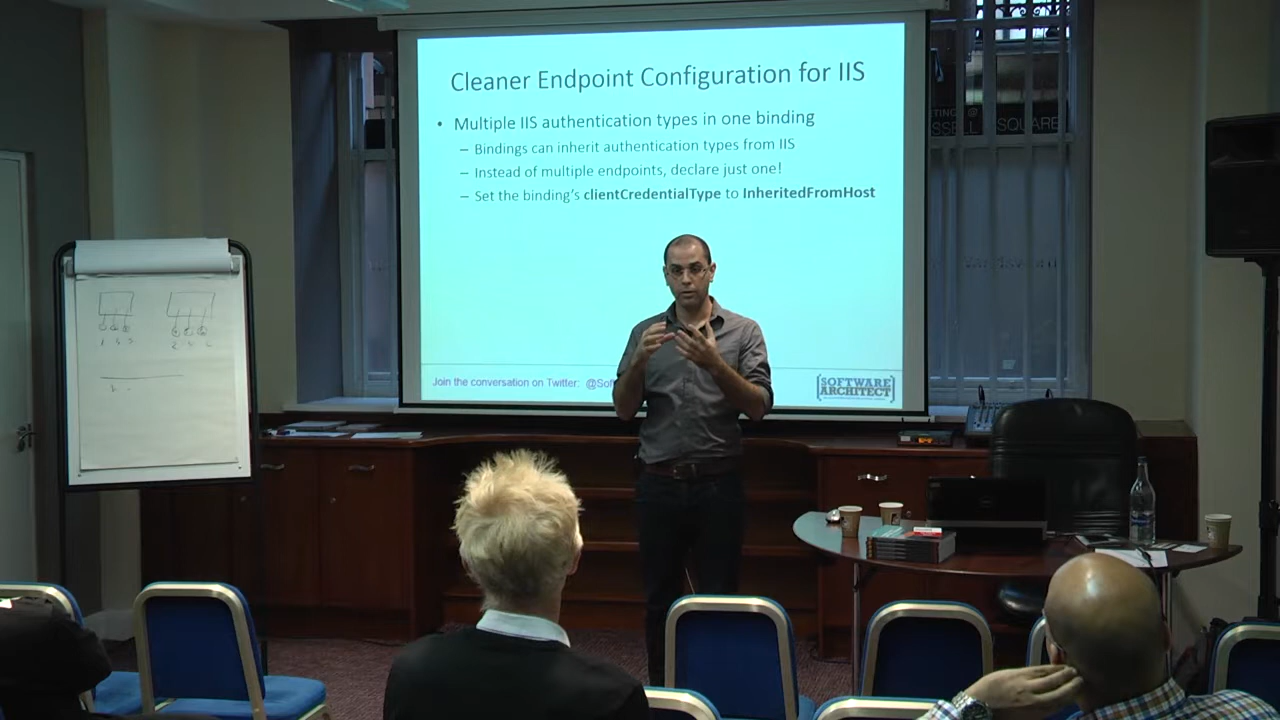 Cleaner Endpoint Configuration for IIS
• Multiple IIS authentication types in one binding
– Bindings can inherit authentication types from IIS
– Instead of multiple endpoints, declare just one!
– Set the binding's clientCredentialType to InheritedFromHost
Join the conversation on Twitter: @Sof
[SOFTWARE
ARCHITECT]
SSELL SQUARE